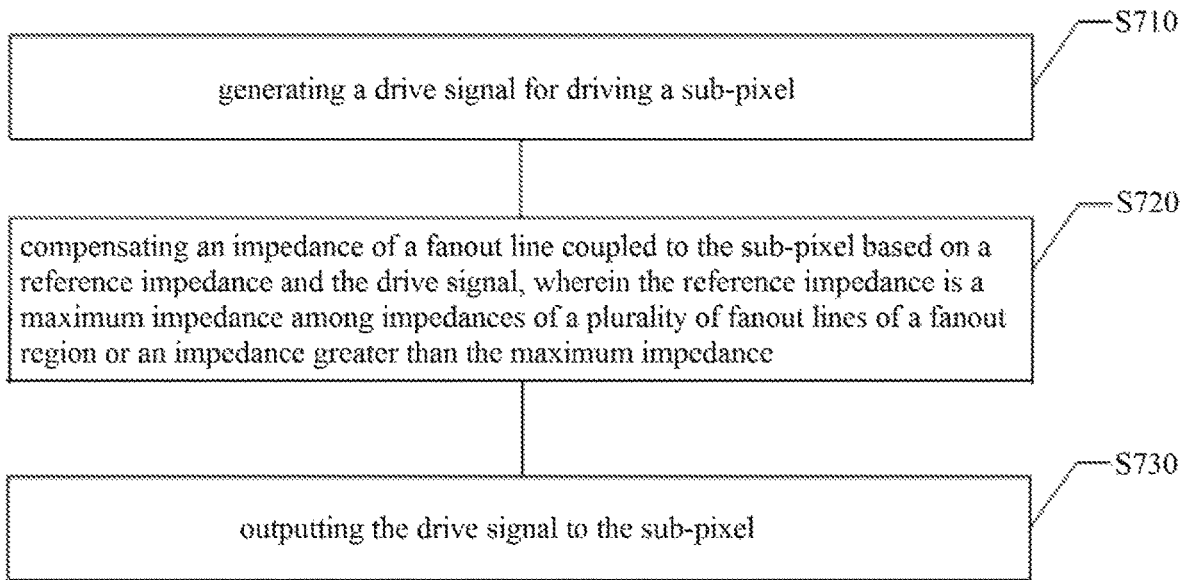 S710
generating a drive signal for driving a sub-pixel
S720
compensating an impedance of a fanout line coupled to the sub-pixel based on a
reference impedance and the drive signal, wherein the reference impedance is a
maximum impedance among impedances of a plurality of fanout lines of a fanout
region or an impedance greater than the maximum impedance
S730
outputting the drive signal to the sub-pixel